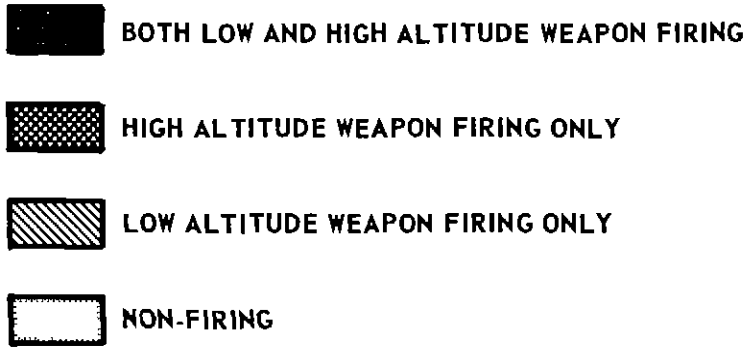 BOTH LOW AND HIGH ALTITUDE WEAPON FIRING
HIGH ALTITUDE WEAPON FIRING ONLY
LOW ALTITUDE WEAPON FIRING ONLY
NON-FIRING